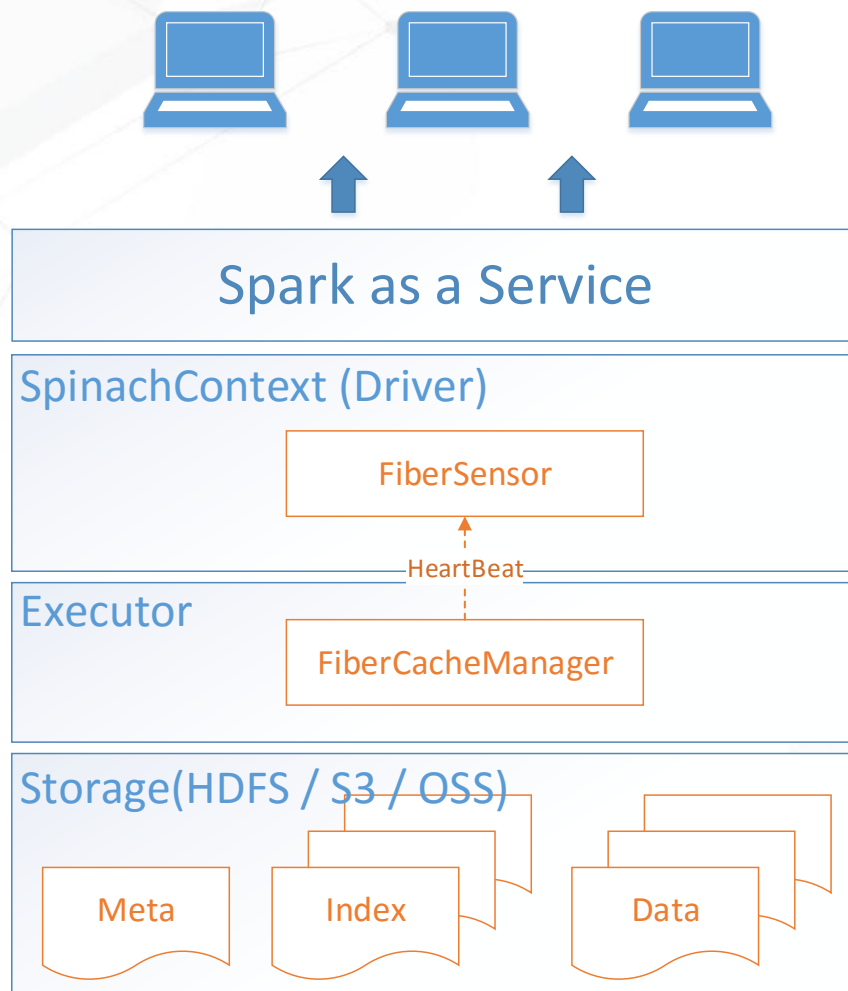 Spark as a Service
SpinachContext (Driver)
FiberSensor
HeartBeat
Executor
FiberCacheManager
Storage(HDFS / S3 / OSS)
Meta
Index
Data